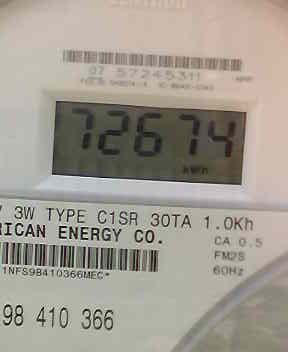 07 57245311
72674
kWh
V 3W TYPE C1SR 30TA 1.0Kh
RICAN ENERGY CO.
CA 0.5
FM2S
60Hz
1NFS98410366MEC*
98 410 366